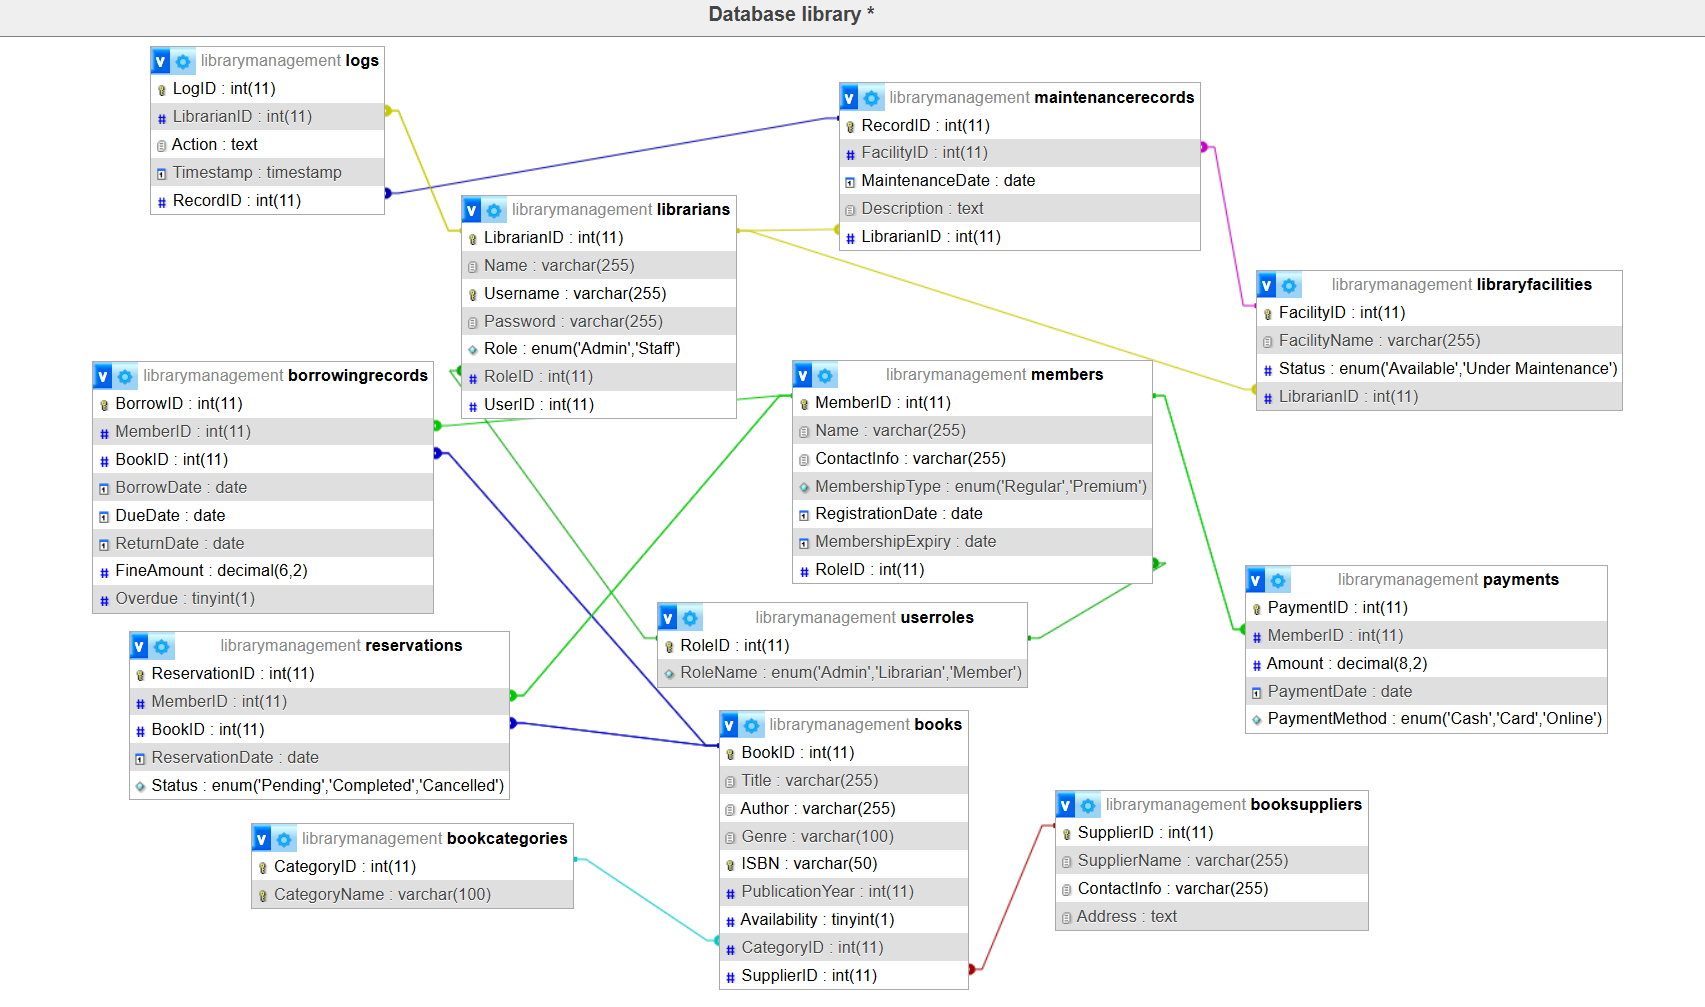 Database library *
librarymanagement logs
LogID : int(11)
LibrarianID : int(11)
Action : text
Timestamp : timestamp
RecordID : int(11)
librarymanagement maintenancerecords
RecordID : int(11)
FacilityID : int(11)
MaintenanceDate : date
Description : text
LibrarianID : int(11)
librarymanagement librarians
LibrarianID : int(11)
Name : varchar(255)
Username : varchar(255)
Password : varchar(255)
Role : enum('Admin','Staff')
RoleID : int(11)
UserID : int(11)
librarymanagement libraryfacilities
FacilityID : int(11)
FacilityName : varchar(255)
Status : enum('Available','Under Maintenance')
LibrarianID : int(11)
librarymanagement borrowingrecords
BorrowID : int(11)
MemberID : int(11)
BookID : int(11)
BorrowDate : date
DueDate : date
ReturnDate : date
FineAmount : decimal(6,2)
Overdue : tinyint(1)
librarymanagement members
MemberID : int(11)
Name : varchar(255)
ContactInfo : varchar(255)
MembershipType : enum('Regular','Premium')
RegistrationDate : date
MembershipExpiry : date
RoleID : int(11)
librarymanagement payments
PaymentID : int(11)
MemberID : int(11)
Amount : decimal(8,2)
PaymentDate : date
PaymentMethod : enum('Cash','Card','Online')
librarymanagement userroles
RoleID : int(11)
RoleName : enum('Admin','Librarian','Member')
librarymanagement reservations
ReservationID : int(11)
MemberID : int(11)
BookID : int(11)
ReservationDate : date
Status : enum('Pending','Completed','Cancelled')
librarymanagement books
BookID : int(11)
Title : varchar(255)
Author : varchar(255)
Genre : varchar(100)
ISBN : varchar(50)
PublicationYear : int(11)
Availability : tinyint(1)
CategoryID : int(11)
SupplierID : int(11)
librarymanagement bookcategories
CategoryID : int(11)
CategoryName : varchar(100)
librarymanagement booksuppliers
SupplierID : int(11)
SupplierName : varchar(255)
ContactInfo : varchar(255)
Address : text